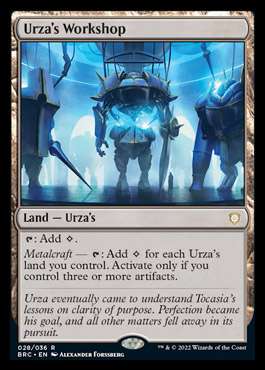 Urza's Workshop
Land — Urza's
: Add ◇.
Metalcraft — : Add ◇ for each Urza's
land you control. Activate only if you
control three or more artifacts.
Urza eventually came to understand Tocasia's
lessons on clarity of purpose. Perfection became
his goal, and all other matters fell away in its
pursuit.
028/036 R
BRC • EN ALEXANDER FORSSBERG
™ & © 2022 Wizards of the Coast